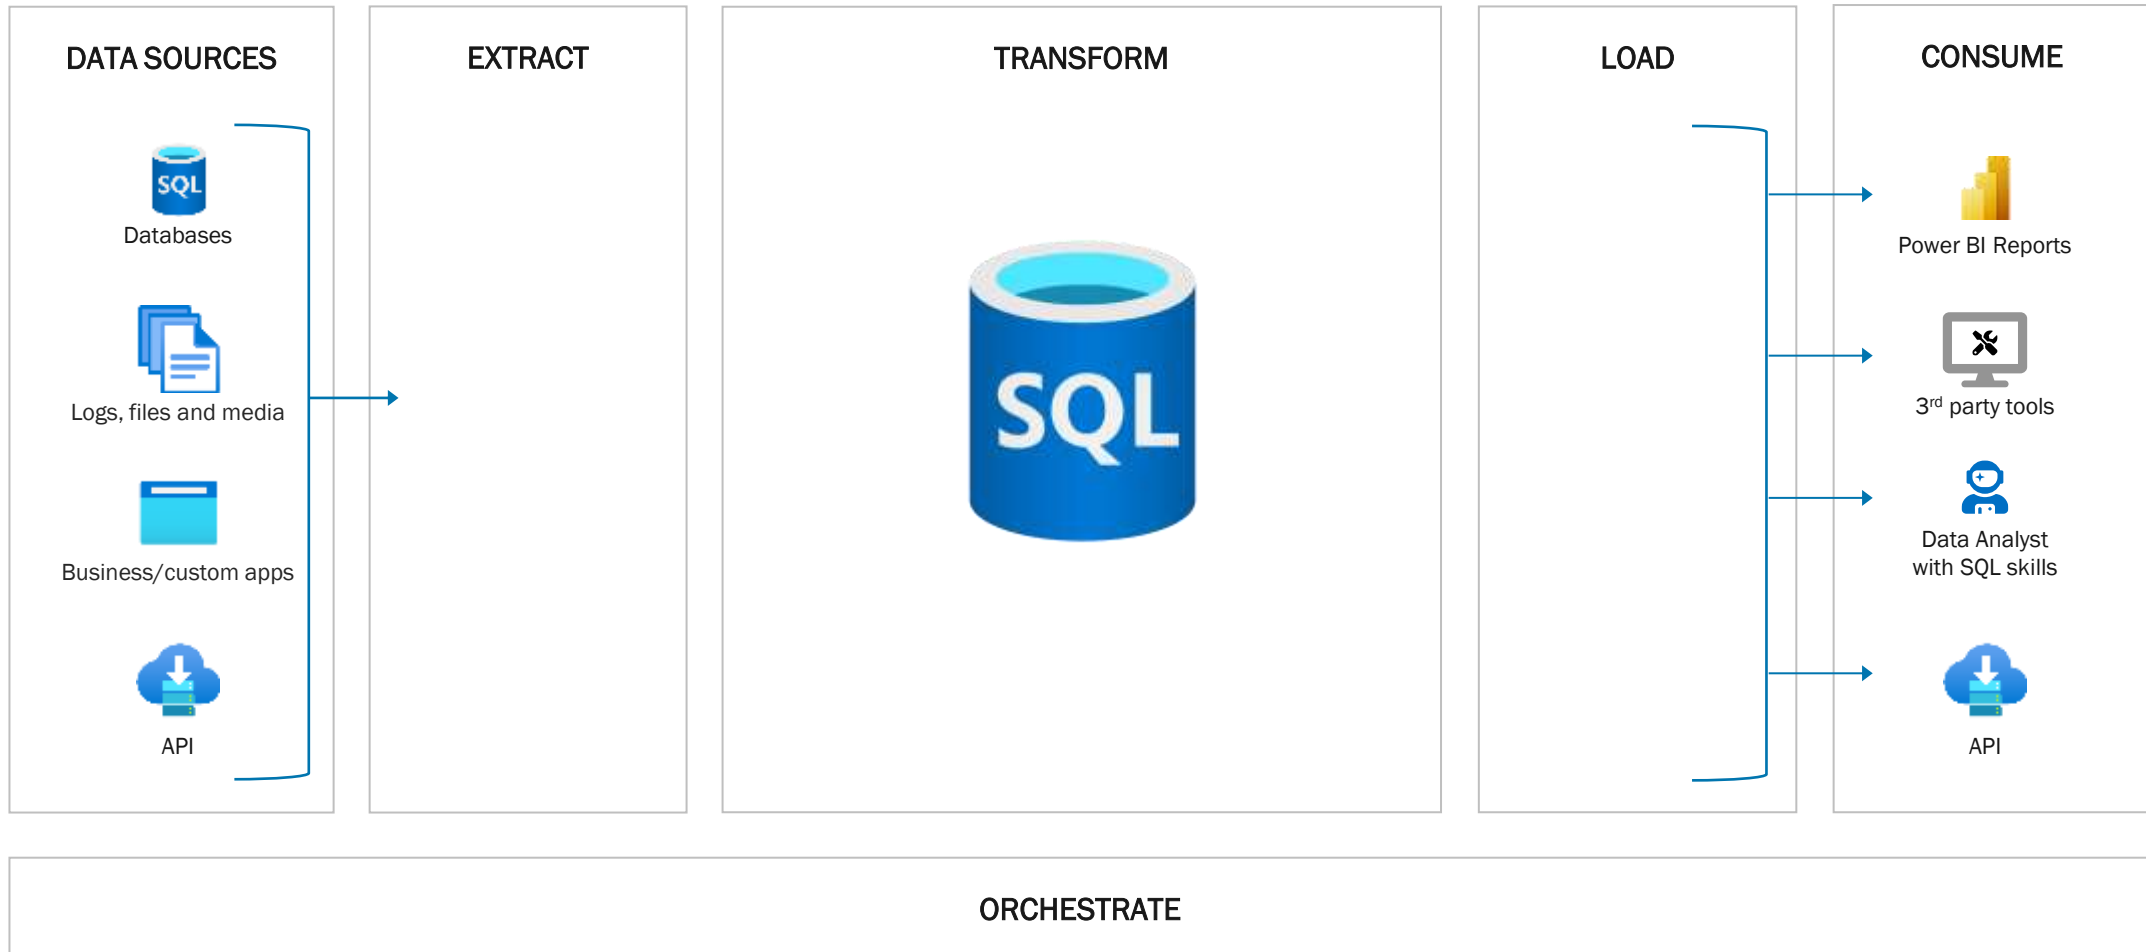 DATA SOURCES
SQL
Databases
Logs, files and media
Business/custom apps
API
EXTRACT
TRANSFORM
SQL
LOAD
CONSUME
Power BI Reports
3rd party tools
Data Analyst
with SQL skills
API
ORCHESTRATE